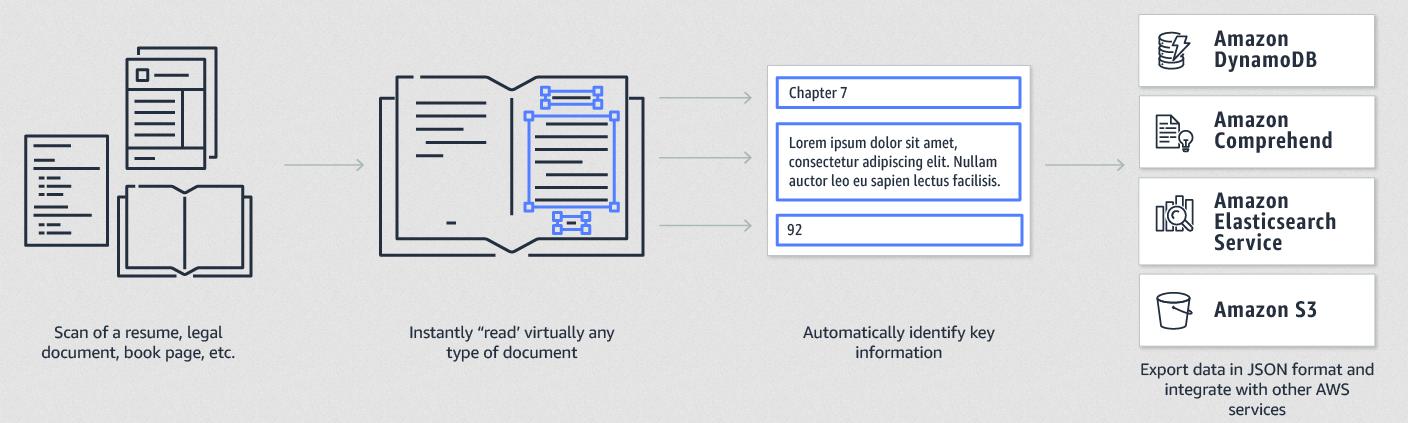 Scan of a resume, legal
document, book page, etc.
Instantly “read’ virtually any
type of document
Chapter 7
Lorem ipsum dolor sit amet,
consectetur adipiscing elit. Nullam
auctor leo eu sapien lectus facilisis.
92
Automatically identify key
information
Amazon
DynamoDB
Amazon
Comprehend
Amazon
Elasticsearch
Service
Amazon S3
Export data in JSON format and
integrate with other AWS
services